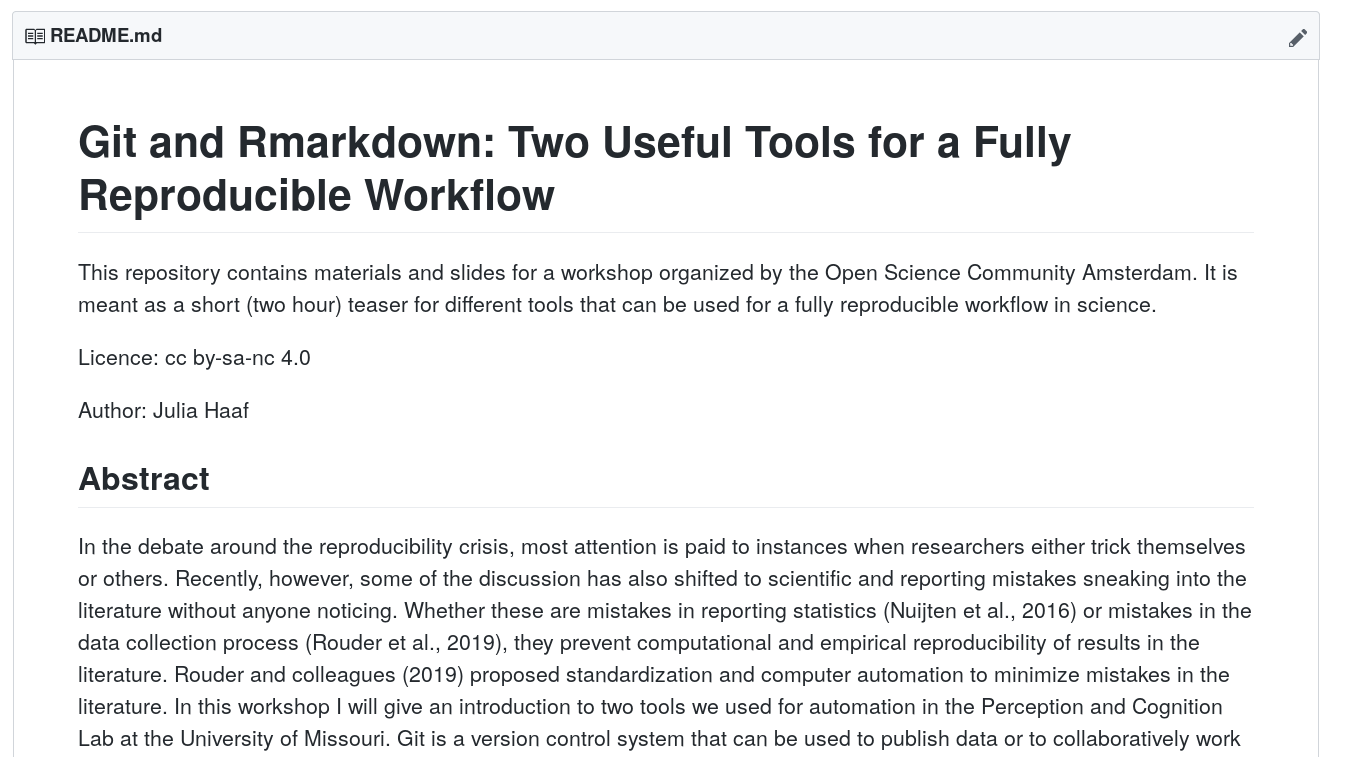 README.md
Git and Rmarkdown: Two Useful Tools for a Fully
Reproducible Workflow
This repository contains materials and slides for a workshop organized by the Open Science Community Amsterdam. It is
meant as a short (two hour) teaser for different tools that can be used for a fully reproducible workflow in science.
Licence: cc by-sa-nc 4.0
Author: Julia Haaf
Abstract
In the debate around the reproducibility crisis, most attention is paid to instances when researchers either trick themselves
or others. Recently, however, some of the discussion has also shifted to scientific and reporting mistakes sneaking into the
literature without anyone noticing. Whether these are mistakes in reporting statistics (Nuijten et al., 2016) or mistakes in the
data collection process (Rouder et al., 2019), they prevent computational and empirical reproducibility of results in the
literature. Rouder and colleagues (2019) proposed standardization and computer automation to minimize mistakes in the
literature. In this workshop I will give an introduction to two tools we used for automation in the Perception and Cognition
Lab at the University of Missouri. Git is a version control system that can be used to publish data or to collaboratively work